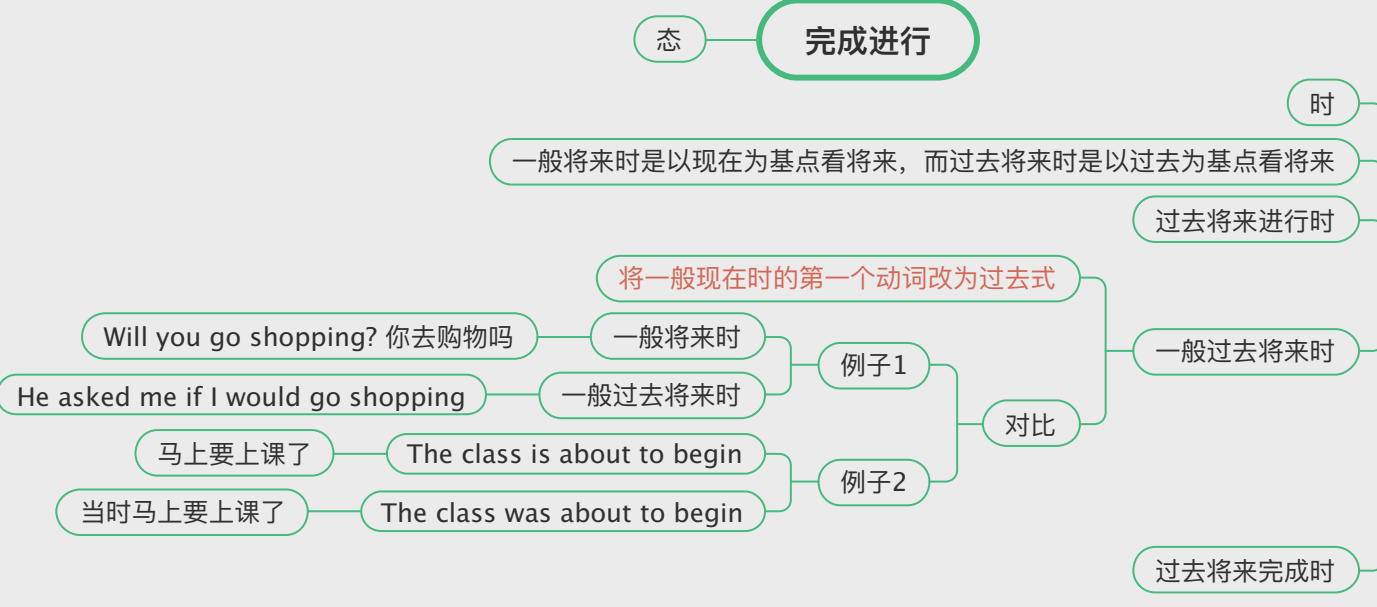 态
完成进行
时
一般将来时是以现在为基点看将来，而过去将来时是以过去为基点看将来
过去将来进行时
将一般现在时的第一个动词改为过去式
Will you go shopping? 你去购物吗
一般将来时
例子1
一般过去将来时
He asked me if I would go shopping
一般过去将来时
对比
马上要上课了
The class is about to begin
例子2
当时马上要上课了
The class was about to begin
过去将来完成时